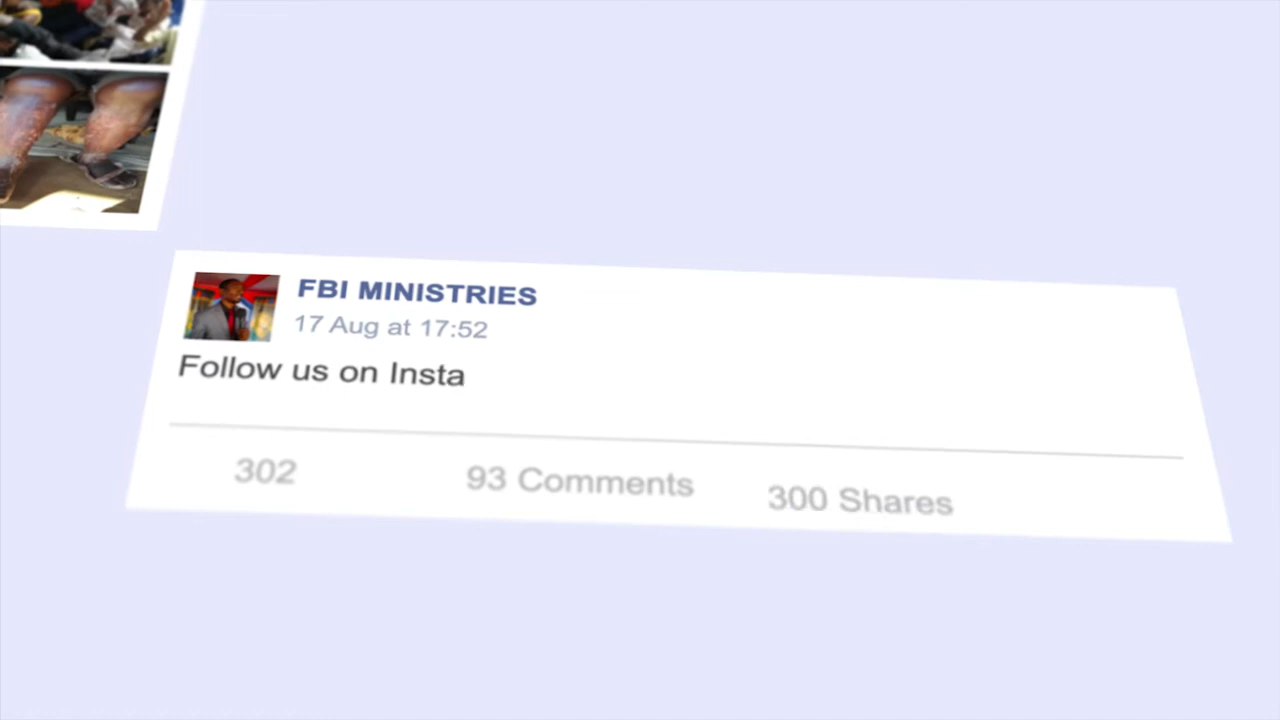 FBI MINISTRIES
17 Aug at 17:52
Follow us on Insta
302
93 Comments
300 Shares